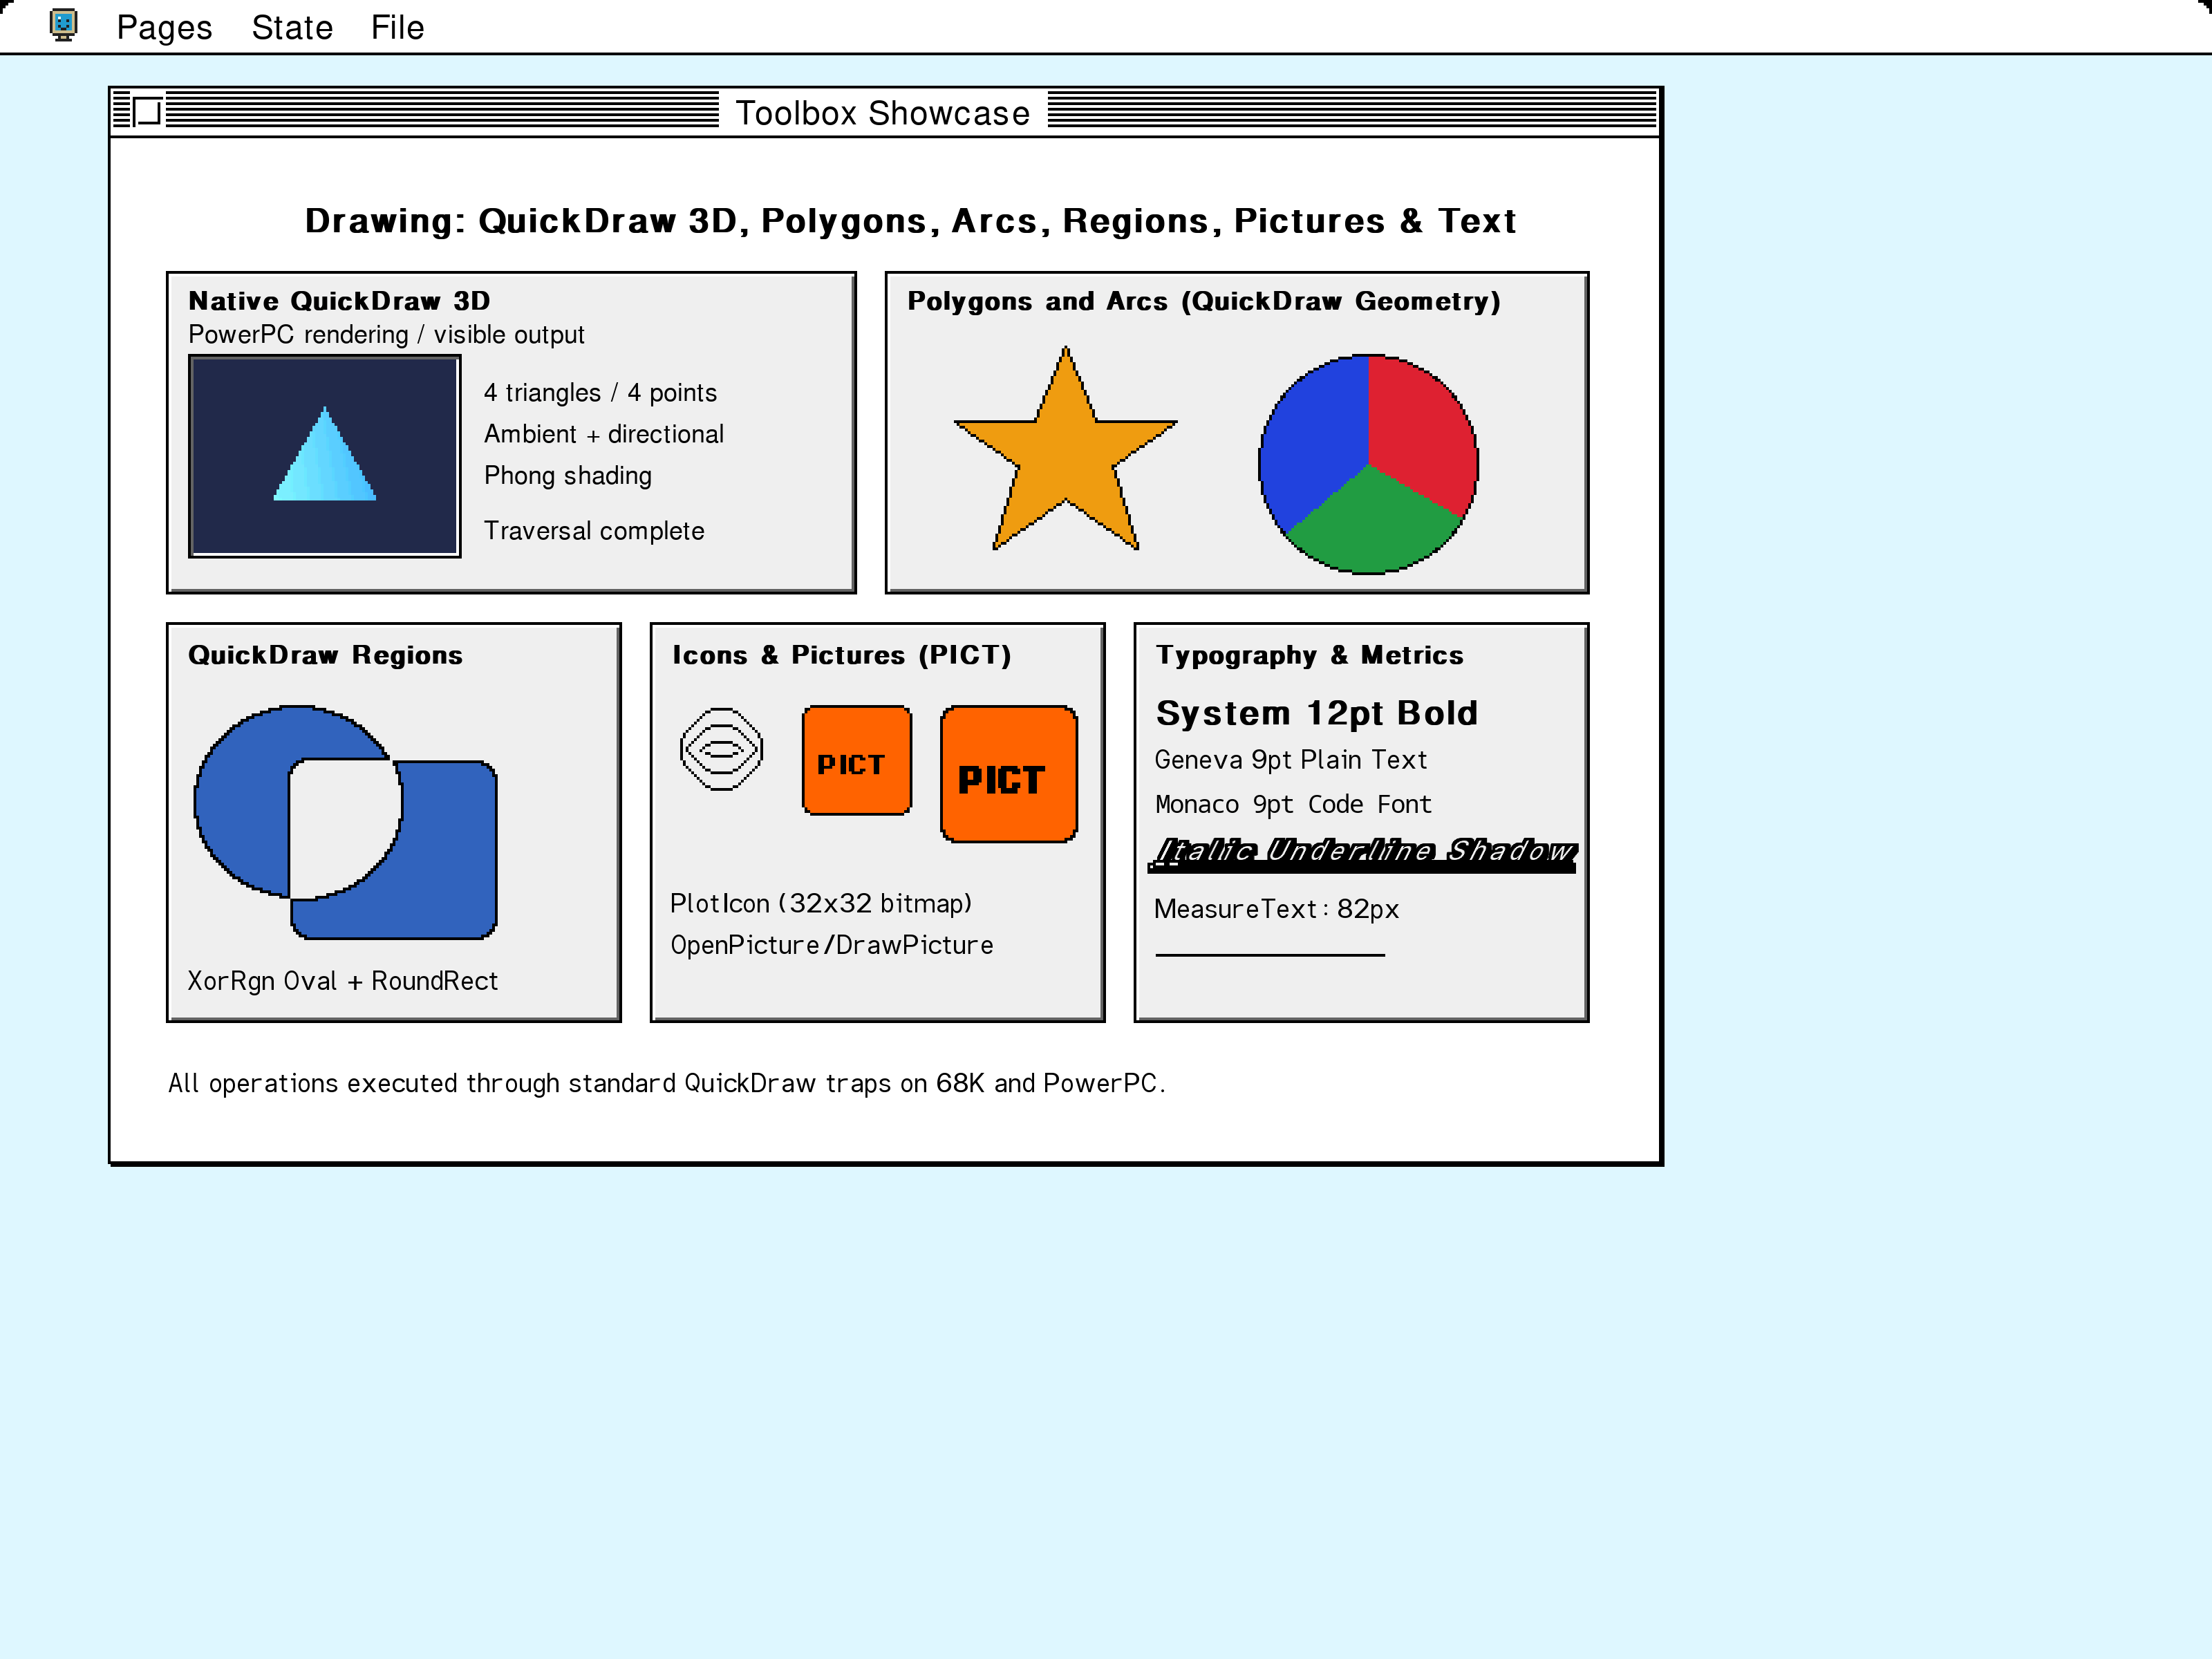 Pages State File
Toolbox Showcase
Drawing: QuickDraw 3D, Polygons, Arcs, Regions, Pictures & Text
Native QuickDraw 3D
PowerPC rendering / visible output
4 triangles / 4 points
Ambient + directional
Phong shading
Traversal complete
Polygons and Arcs (QuickDraw Geometry)
QuickDraw Regions
XorRgn Oval + RoundRect
Icons & Pictures (PICT)
PICT
PICT
PlotIcon (32x32 bitmap)
OpenPicture/DrawPicture
Typography & Metrics
System 12pt Bold
Geneva 9pt Plain Text
Monaco 9pt Code Font
Italic Underline Shadow
MeasureText: 82px
All operations executed through standard QuickDraw traps on 68K and PowerPC.